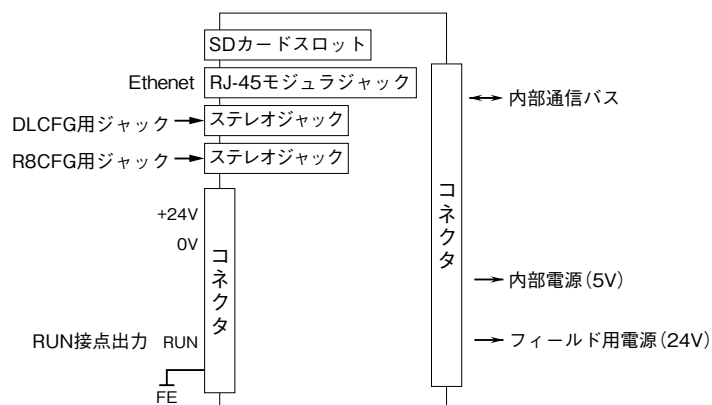 SDカードスロット
Ethenet RJ-45モジュラジャック
内部通信バス
DLCFG用ジャック ステレオジャック
R8CFG用ジャック ステレオジャック
+24V
0V
コネクタ
コネクタ
内部電源(5V)
RUN接点出力 RUN
フィールド用電源(24V)
FE